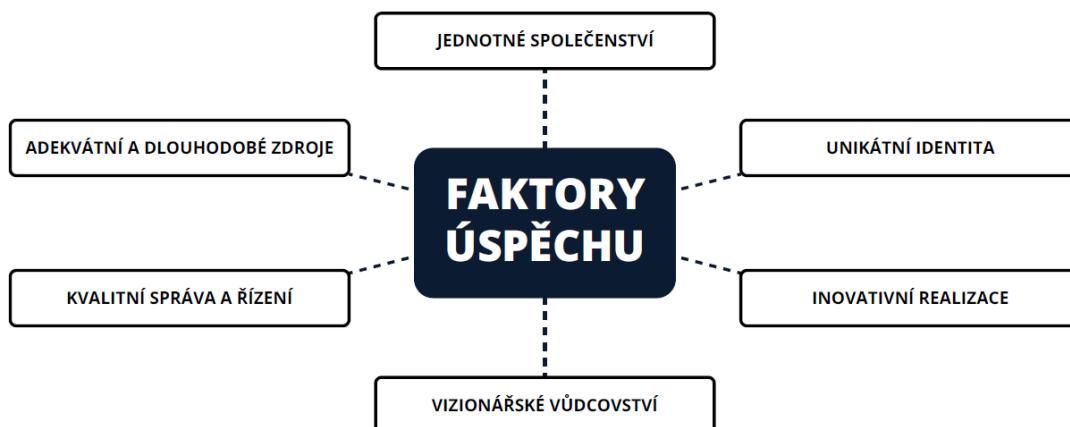 JEDNOTNÉ SPOLEČENSTVÍ
ADEKVÁTNÍ A DLOUHODOBÉ ZDROJE
UNIKÁTNÍ IDENTITA
FAKTORY
ÚSPĚCHU
KVALITNÍ SPRÁVA A ŘÍZENÍ
INOVATIVNÍ REALIZACE
VIZIONÁŘSKÉ VŮDCOVSTVÍ